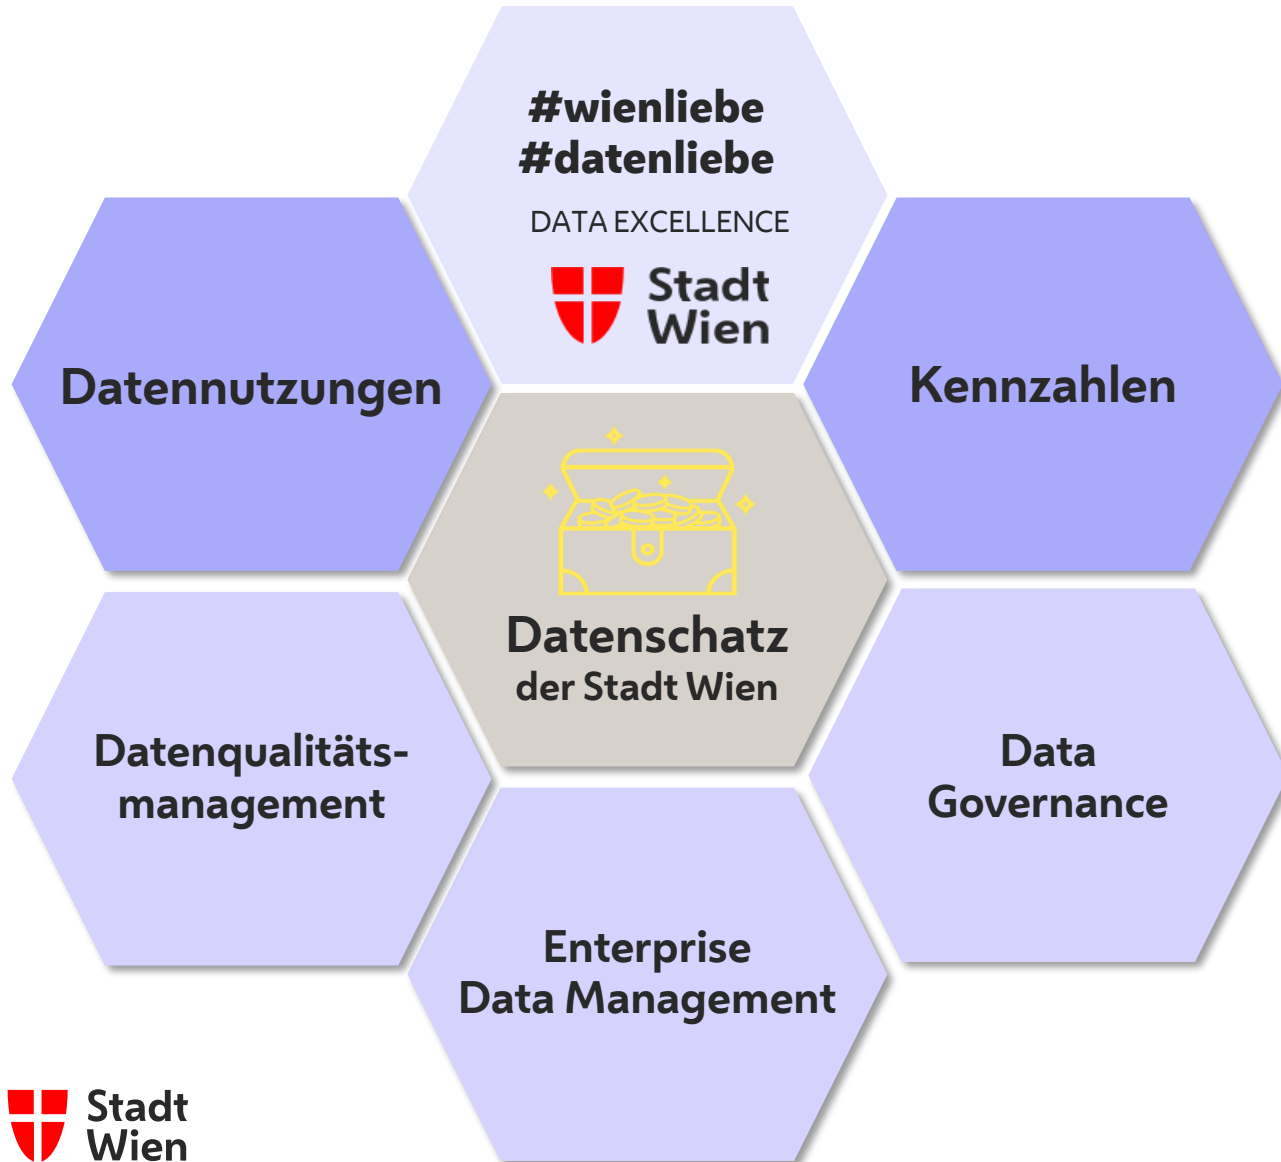 #wienliebe
#datenliebe
DATA EXCELLENCE
Stadt
Wien
Datennutzungen
Kennzahlen
Datenschatz
der Stadt Wien
Datenqualitäts-
management
Data
Governance
Enterprise
Data Management
Stadt
Wien